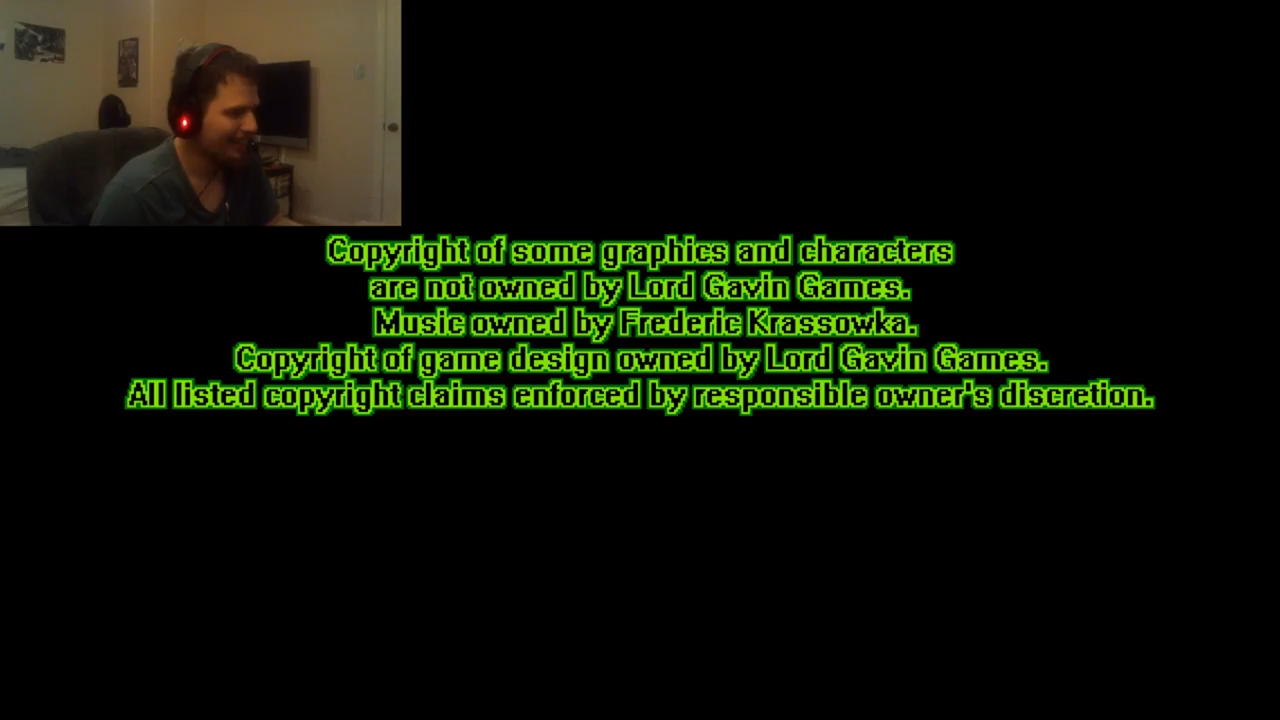 Copyright of some graphics and characters
are not owned by Lord Gavin Games.
Music owned by Frederic Krassowka.
Copyright of game design owned by Lord Gavin Games.
All listed copyright claims enforced by responsible owner's discretion.